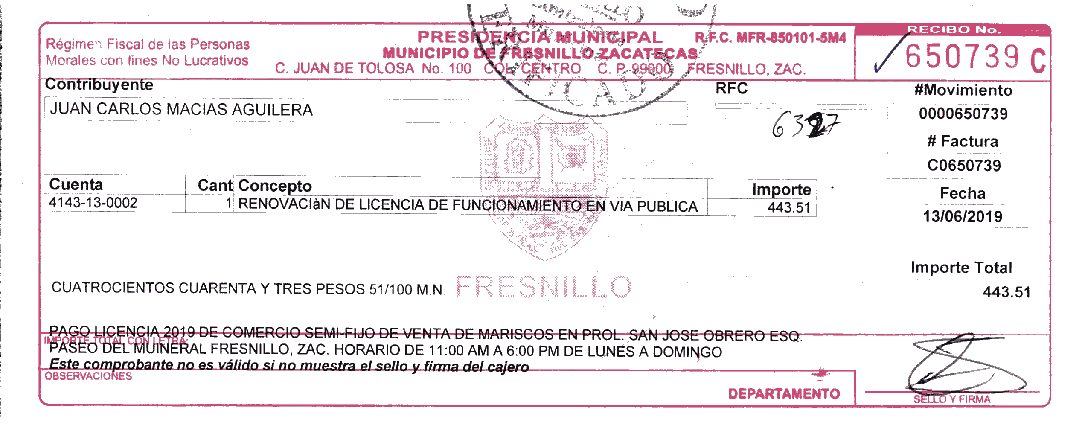 Régimen Fiscal de las Personas
Morales con fines No Lucrativos
PRESIDENCIA MUNICIPAL R.F.C. MFR-850101-5M4
MUNICIPIO DE FRESNILLO ZACATECAS
C. JUAN DE TOLOSA No. 100 COL. CENTRO C. P. 99000 FRESNILLO, ZAC.
RECIBO No.
650739 C
Contribuyente
JUAN CARLOS MACIAS AGUILERA
RFC
6327
#Movimiento
0000650739
# Factura
C0650739
Fecha
13/06/2019
Cuenta Cant Concepto Importe
4143-13-0002 1 RENOVACIàN DE LICENCIA DE FUNCIONAMIENTO EN VIA PUBLICA 443.51
Importe Total
443.51
CUATROCIENTOS CUARENTA Y TRES PESOS 51/100 M.N.
FRESNILLO
PAGO LICENCIA 2019 DE COMERCIO SEMI-FIJO DE VENTA DE MARISCOS EN PROL. SAN JOSE OBRERO ESQ.
IMPORTE TOTAL CON LETRA:
PASEO DEL MUINERAL FRESNILLO, ZAC. HORARIO DE 11:00 AM A 6:00 PM DE LUNES A DOMINGO
Este comprobante no es válido si no muestra el sello y firma del cajero
OBSERVACIONES
DEPARTAMENTO
SELLO Y FIRMA